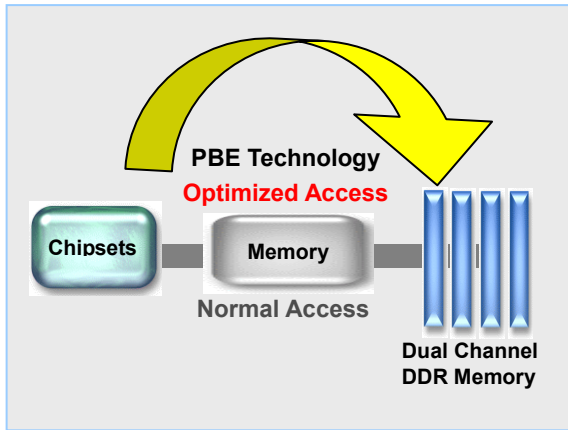 PBE Technology
Optimized Access
Chipsets
Memory
Normal Access
Dual Channel
DDR Memory